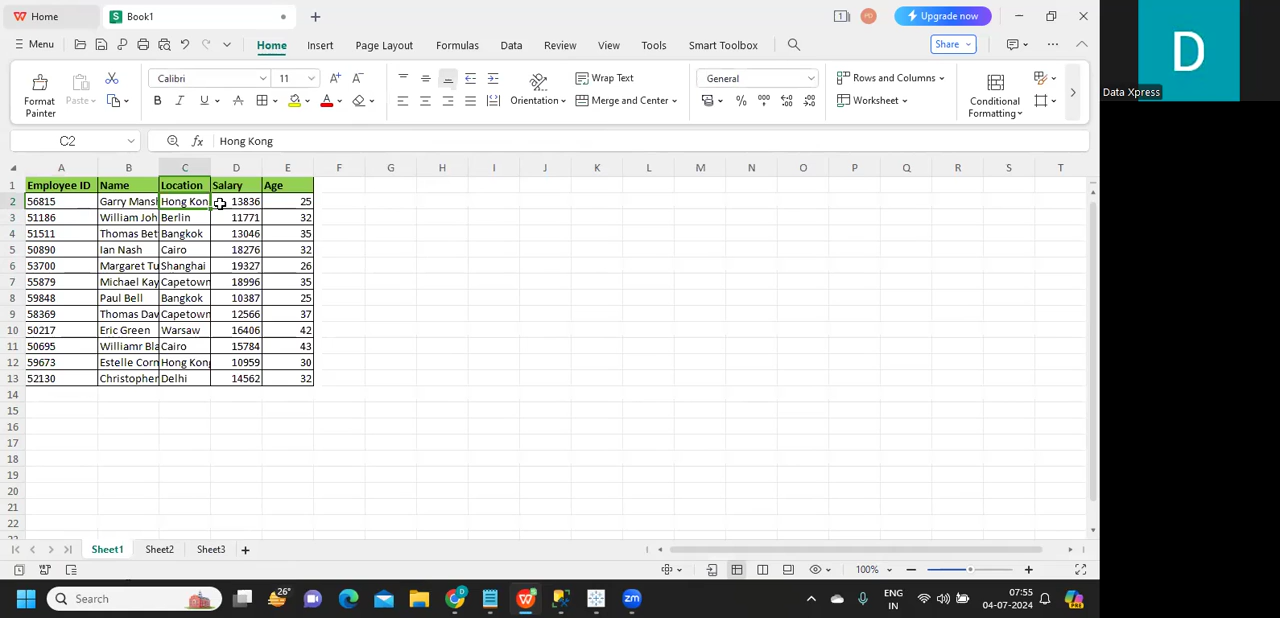 Home
Book1
Upgrade now
Menu
Home
Insert
Page Layout
Formulas
Data
Review
View
Tools
Smart Toolbox
Share
Format Painter
Paste
Calibri
11
Orientation
Wrap Text
Merge and Center
General
Rows and Columns
Worksheet
Conditional Formatting
C2
fx
Hong Kong
A B C D E F G H I J K L M N O P Q R S T
1 Employee ID Name Location Salary Age
2 56815 Garry Mansh Hong Kon 13836 25
3 51186 William Joh Berlin 11771 32
4 51511 Thomas Bet Bangkok 13046 35
5 50890 Ian Nash Cairo 18276 32
6 53700 Margaret Tu Shanghai 19327 26
7 55879 Michael Kay Capetown 18996 35
8 59848 Paul Bell Bangkok 10387 25
9 58369 Thomas Dav Capetown 12566 37
10 50217 Eric Green Warsaw 16406 42
11 50695 Williamr Bla Cairo 15784 43
12 59673 Estelle Corn Hong Kong 10959 30
13 52130 Christopher Delhi 14562 32
14
15
16
17
18
19
20
21
22
Sheet1 Sheet2 Sheet3
100%
Search
26°
ENG
IN
07:55
04-07-2024
D
Data Xpress